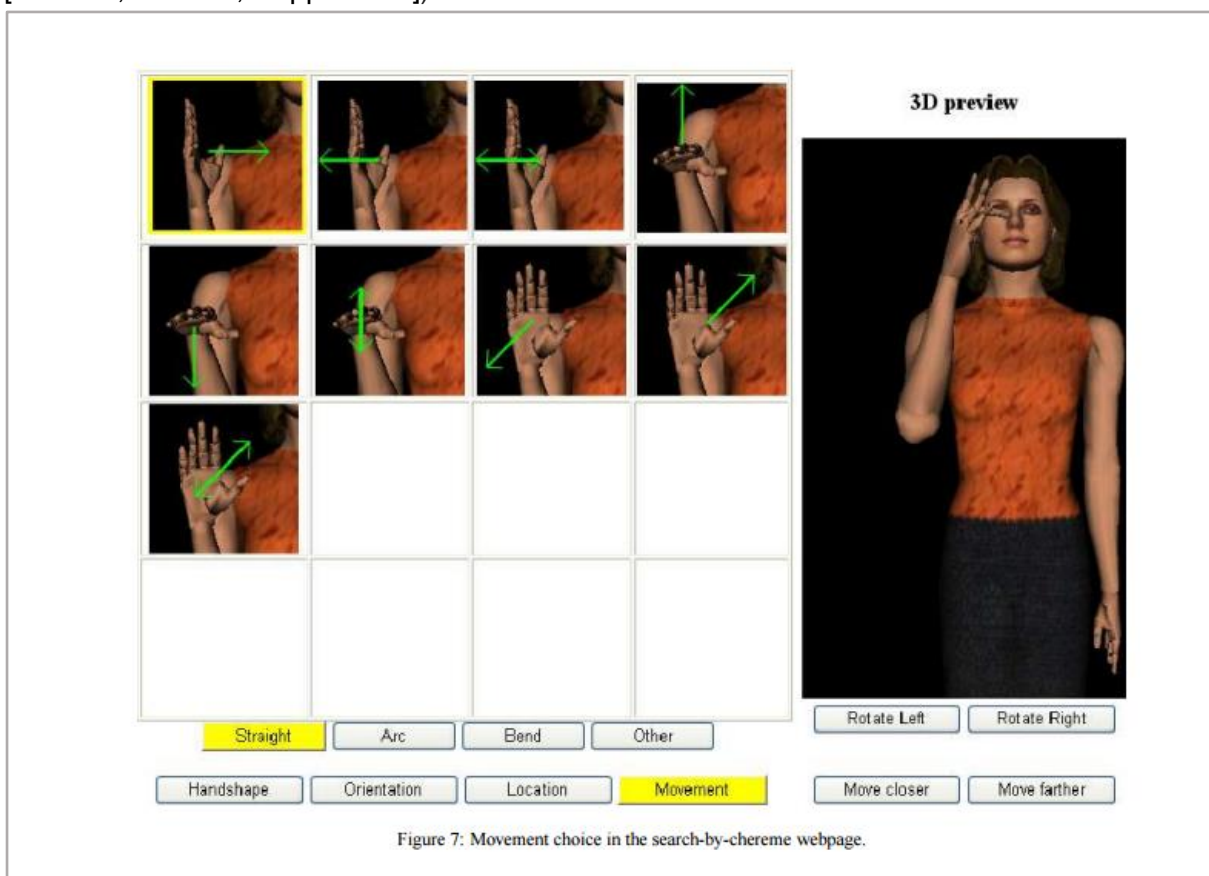 3D preview
Rotate Left Rotate Right
Straight Arc Bend Other
Handshape Orientation Location Movement Move closer Move farther
Figure 7: Movement choice in the search-by-chereme webpage.